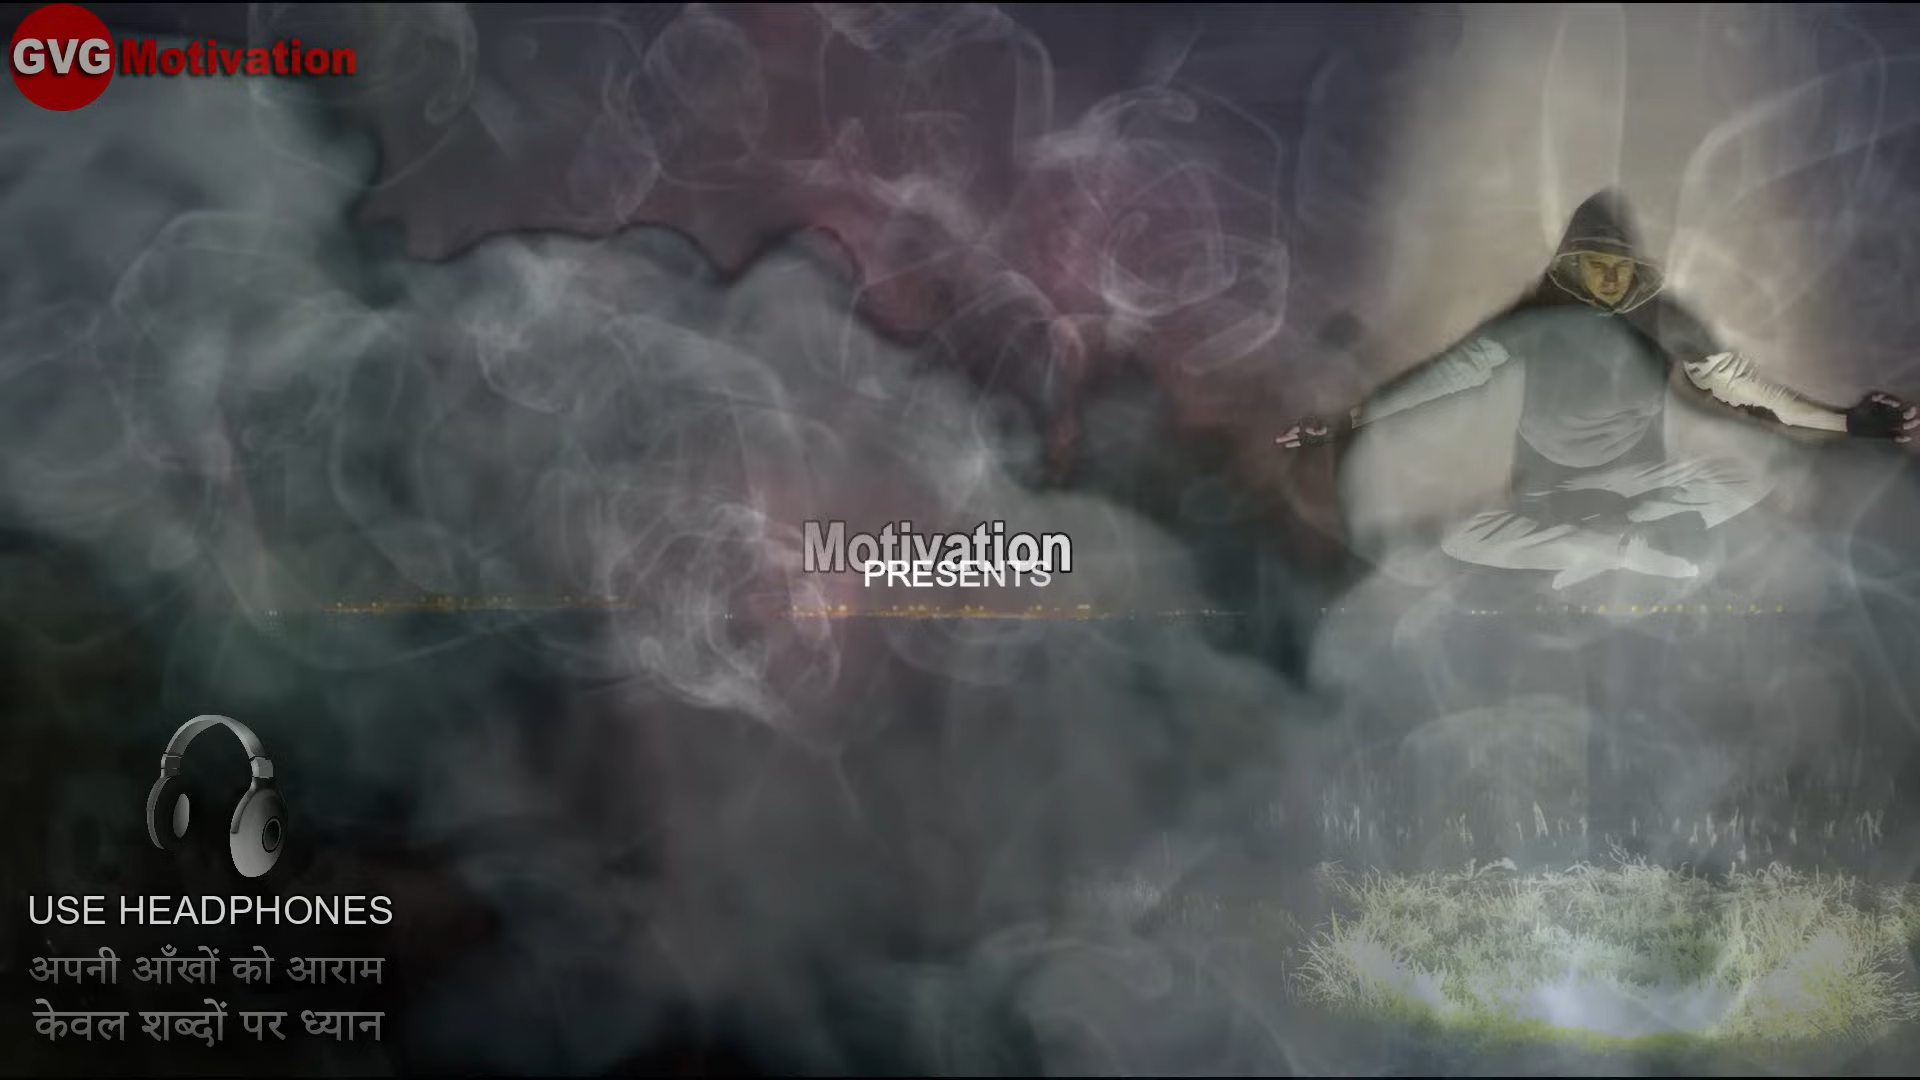 GVG Motivation
Motivation
PRESENTS
USE HEADPHONES
अपनी आँखों को आराम
केवल शब्दों पर ध्यान